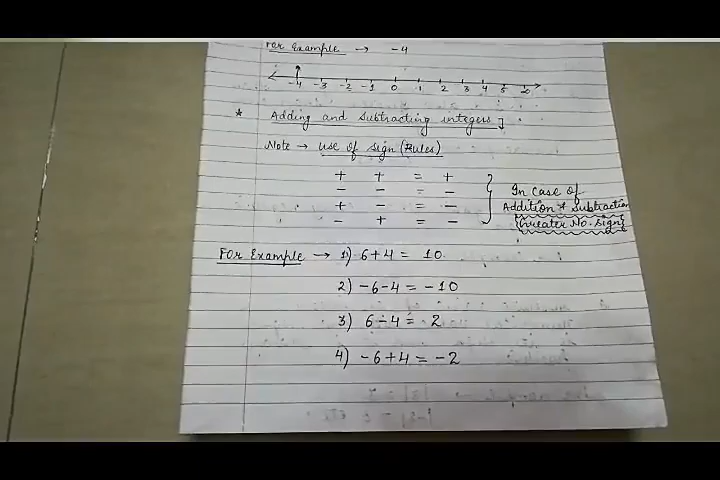 For Example → -4
-4 -3 -2 -1 0 1 2 3 4 5
* Adding and Subtracting integers]
Note → use of sign (Rules)
+ + = +
- - = -
+ - = -
- + = -
In case of
Addition & Subtraction
{Greater No. sign}
For Example → 1) 6+4 = 10
2) -6-4 = -10
3) 6-4 = 2
4) -6+4 = -2